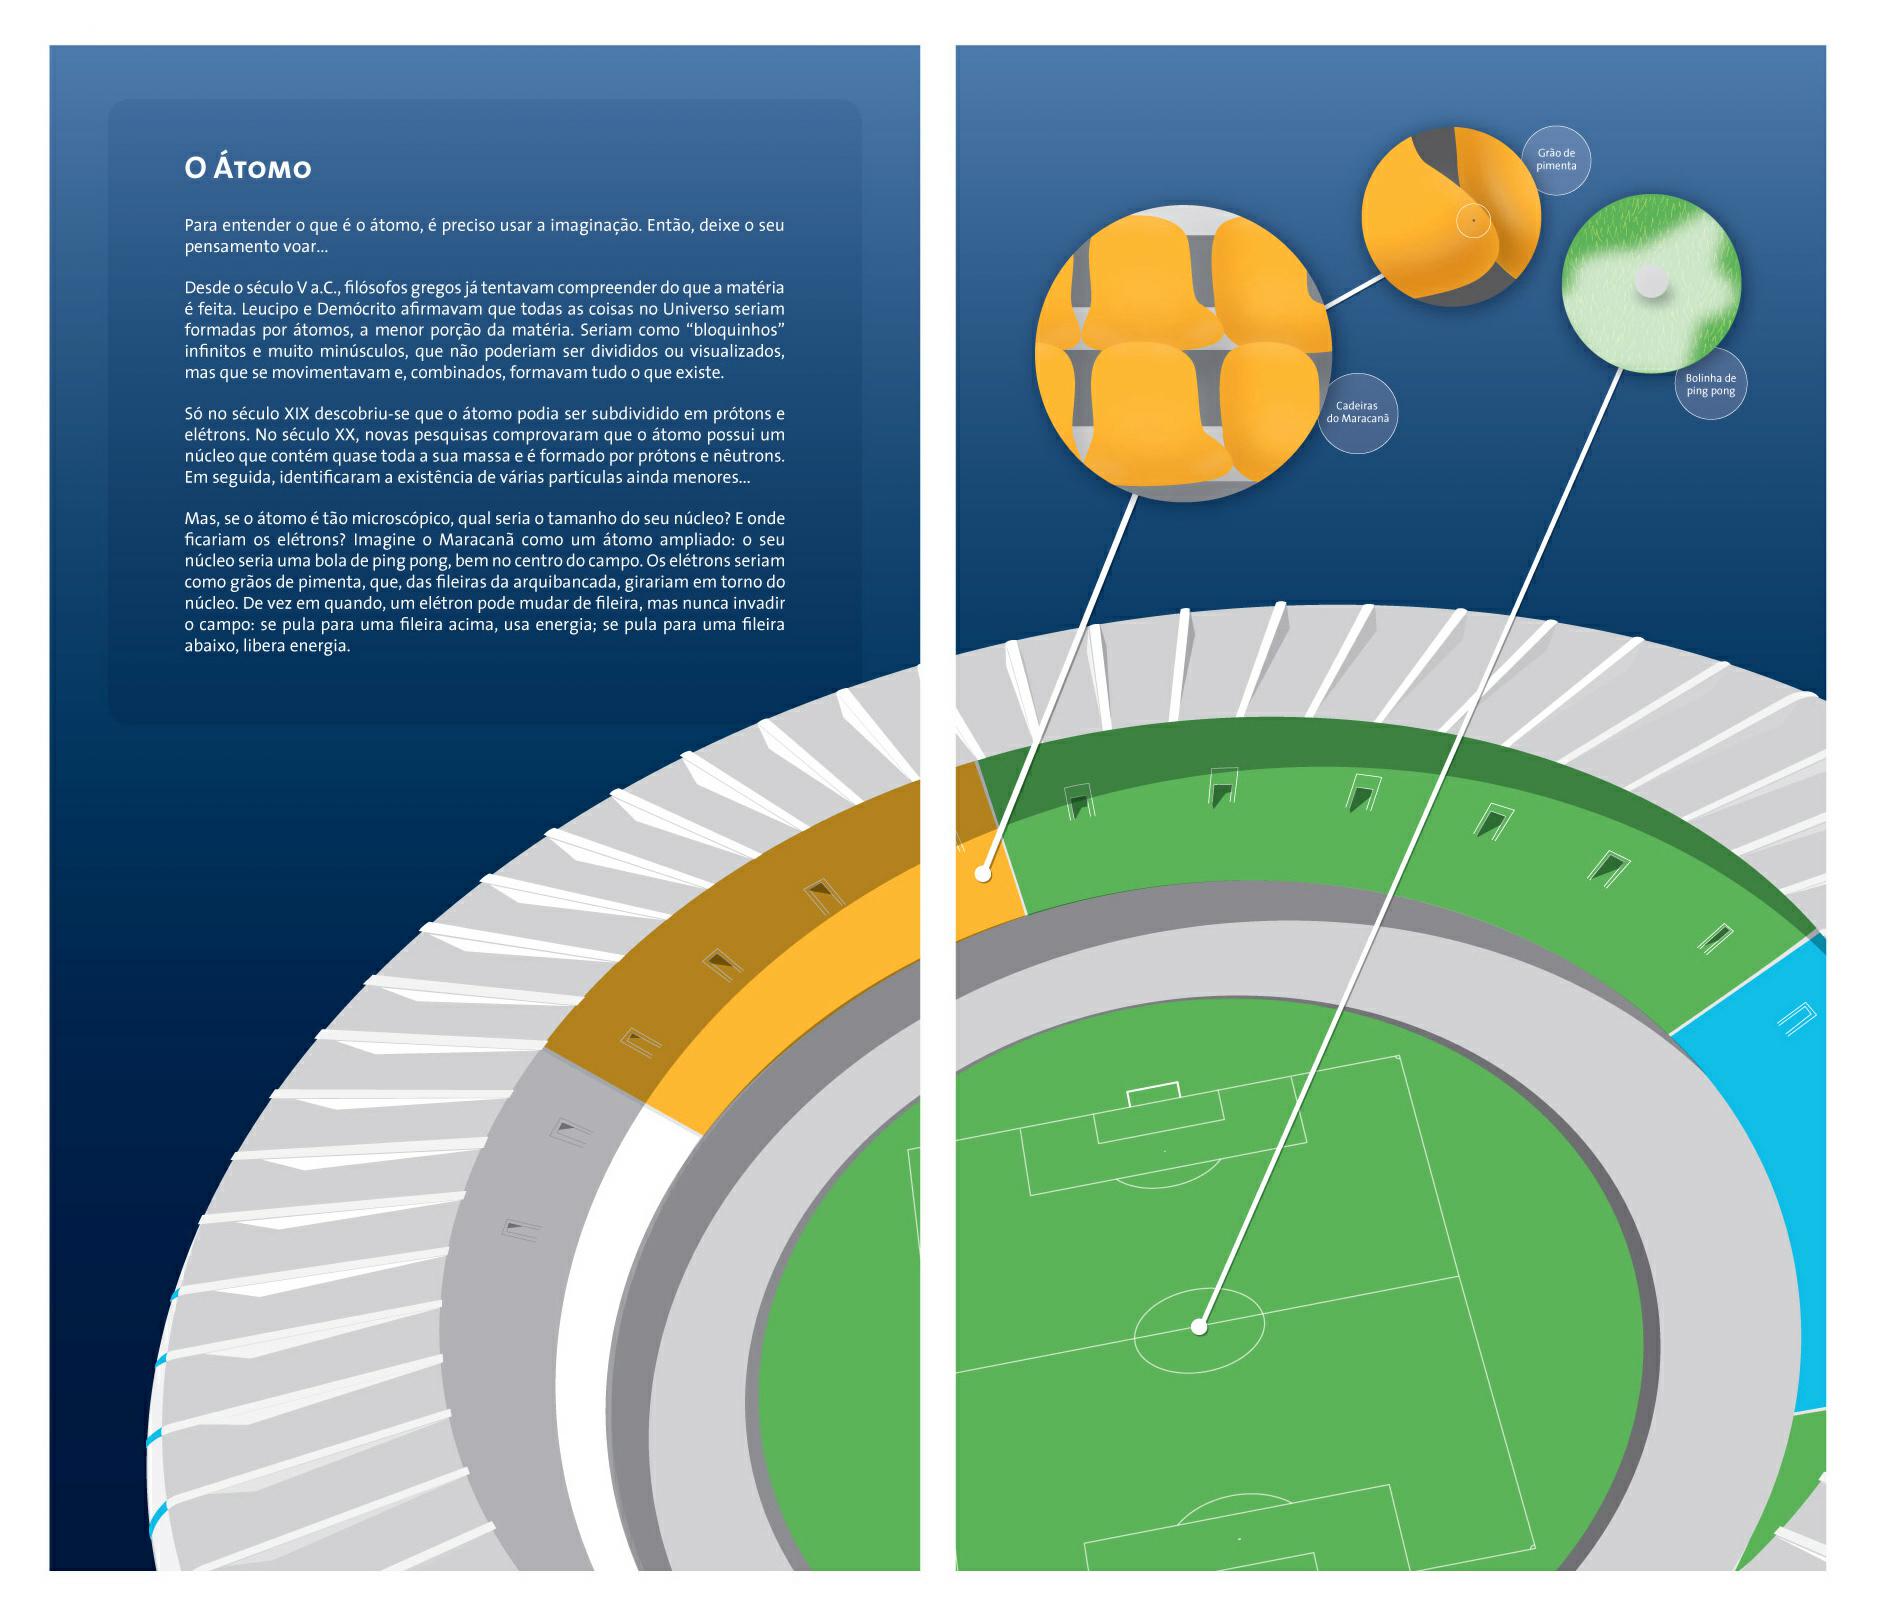 O Átomo
Para entender o que é o átomo, é preciso usar a imaginação. Então, deixe o seu
pensamento voar...
Desde o século V a.C., filósofos gregos já tentavam compreender do que a matéria
é feita. Leucipo e Demócrito afirmavam que todas as coisas no Universo seriam
formadas por átomos, a menor porção da matéria. Seriam como “bloquinhos”
infinitos e muito minúsculos, que não poderiam ser divididos ou visualizados,
mas que se movimentavam e, combinados, formavam tudo o que existe.
Só no século XIX descobriu-se que o átomo podia ser subdividido em prótons e
elétrons. No século XX, novas pesquisas comprovaram que o átomo possui um
núcleo que contém quase toda a sua massa e é formado por prótons e nêutrons.
Em seguida, identificaram a existência de várias partículas ainda menores...
Mas, se o átomo é tão microscópico, qual seria o tamanho do seu núcleo? E onde
ficariam os elétrons? Imagine o Maracanã como um átomo ampliado: o seu
núcleo seria uma bola de ping pong, bem no centro do campo. Os elétrons seriam
como grãos de pimenta, que, das fileiras da arquibancada, girariam em torno do
núcleo. De vez em quando, um elétron pode mudar de fileira, mas nunca invadir
o campo: se pula para uma fileira acima, usa energia; se pula para uma fileira
abaixo, libera energia.
Grão de
pimenta
Bolinha de
ping pong
Cadeiras
do Maracanã